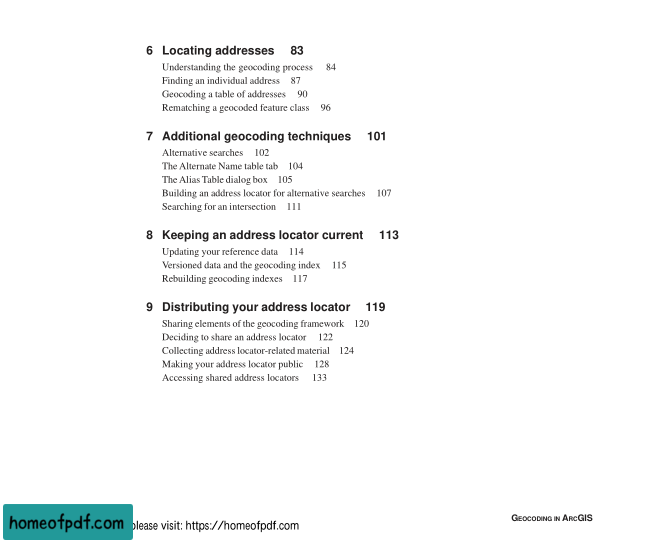 6 Locating addresses 83
Understanding the geocoding process 84
Finding an individual address 87
Geocoding a table of addresses 90
Rematching a geocoded feature class 96
7 Additional geocoding techniques 101
Alternative searches 102
The Alternate Name table tab 104
The Alias Table dialog box 105
Building an address locator for alternative searches 107
Searching for an intersection 111
8 Keeping an address locator current 113
Updating your reference data 114
Versioned data and the geocoding index 115
Rebuilding geocoding indexes 117
9 Distributing your address locator 119
Sharing elements of the geocoding framework 120
Deciding to share an address locator 122
Collecting address locator-related material 124
Making your address locator public 128
Accessing shared address locators 133
GEOCODING IN ARCGIS
homeofpdf.com lease visit: https://homeofpdf.com